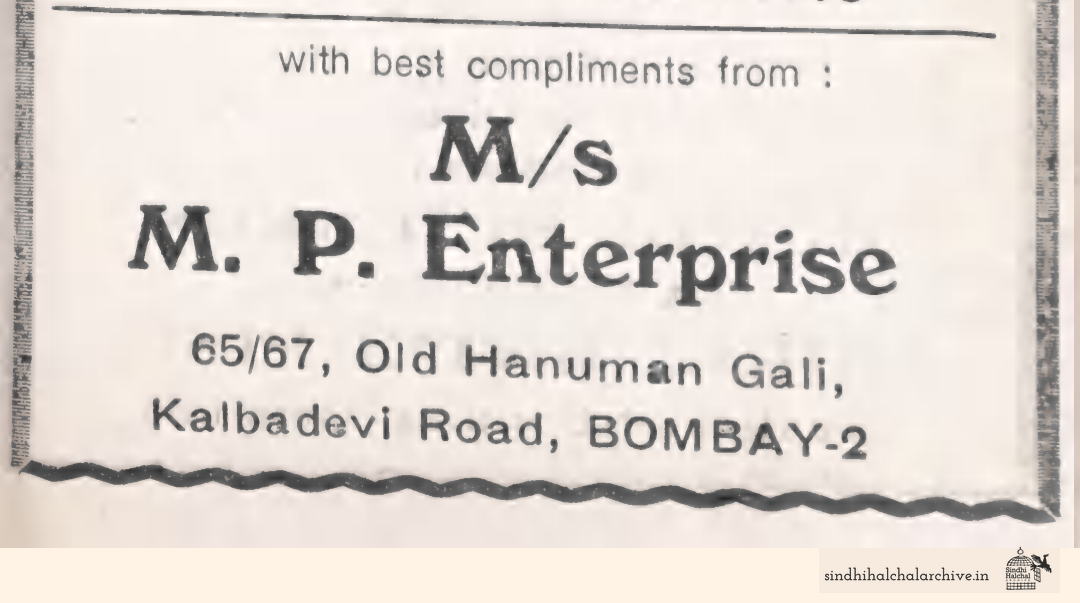 with best compliments from :
M/s
M. P. Enterprise
65/67, Old Hanuman Gali,
Kalbadevi Road, BOMBAY-2
sindhihalchalarchive.in
Sindhi
Halchal